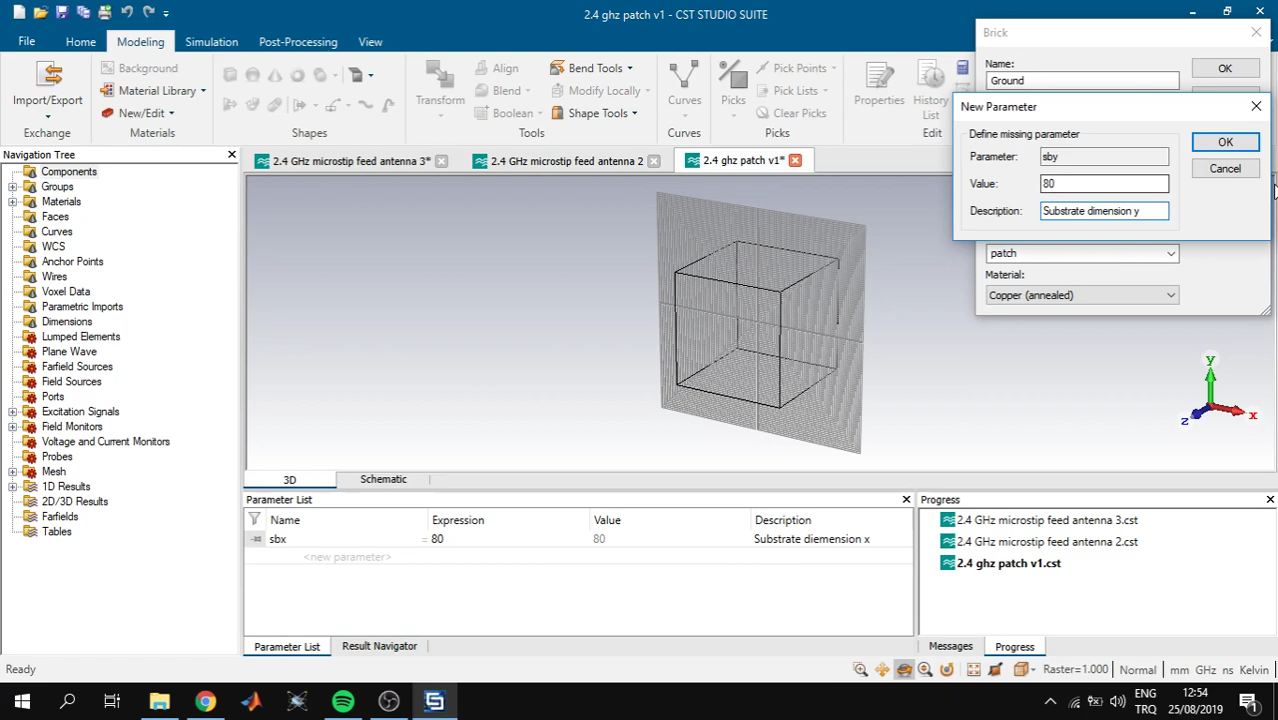 2.4 ghz patch v1 - CST STUDIO SUITE
File
Home
Modeling
Simulation
Post-Processing
View
Import/Export
Exchange
Background
Material Library
New/Edit
Materials
Shapes
Transform
Align
Blend
Boolean
Bend Tools
Modify Locally
Shape Tools
Tools
Curves
Curves
Picks
Pick Points
Pick Lists
Clear Picks
Picks
Properties
History
List
Edit
Brick
Name:
OK
Ground
New Parameter
Define missing parameter
Parameter:
sby
OK
Value:
80
Cancel
Description:
Substrate dimension y
patch
Material:
Copper (annealed)
Navigation Tree
Components
Groups
Materials
Faces
Curves
WCS
Anchor Points
Wires
Voxel Data
Parametric Imports
Dimensions
Lumped Elements
Plane Wave
Farfield Sources
Field Sources
Ports
Excitation Signals
Field Monitors
Voltage and Current Monitors
Probes
Mesh
1D Results
2D/3D Results
Farfields
Tables
2.4 GHz microstip feed antenna 3*
2.4 GHz microstip feed antenna 2
2.4 ghz patch v1*
y
x
z
3D
Schematic
Parameter List
Name
Expression
Value
Description
sbx
= 80
80
Substrate diemension x
<new parameter>
Parameter List
Result Navigator
Progress
2.4 GHz microstip feed antenna 3.cst
2.4 GHz microstip feed antenna 2.cst
2.4 ghz patch v1.cst
Messages
Progress
Ready
Raster=1.000
Normal
mm GHz ns Kelvin
ENG
TRQ
12:54
25/08/2019
1